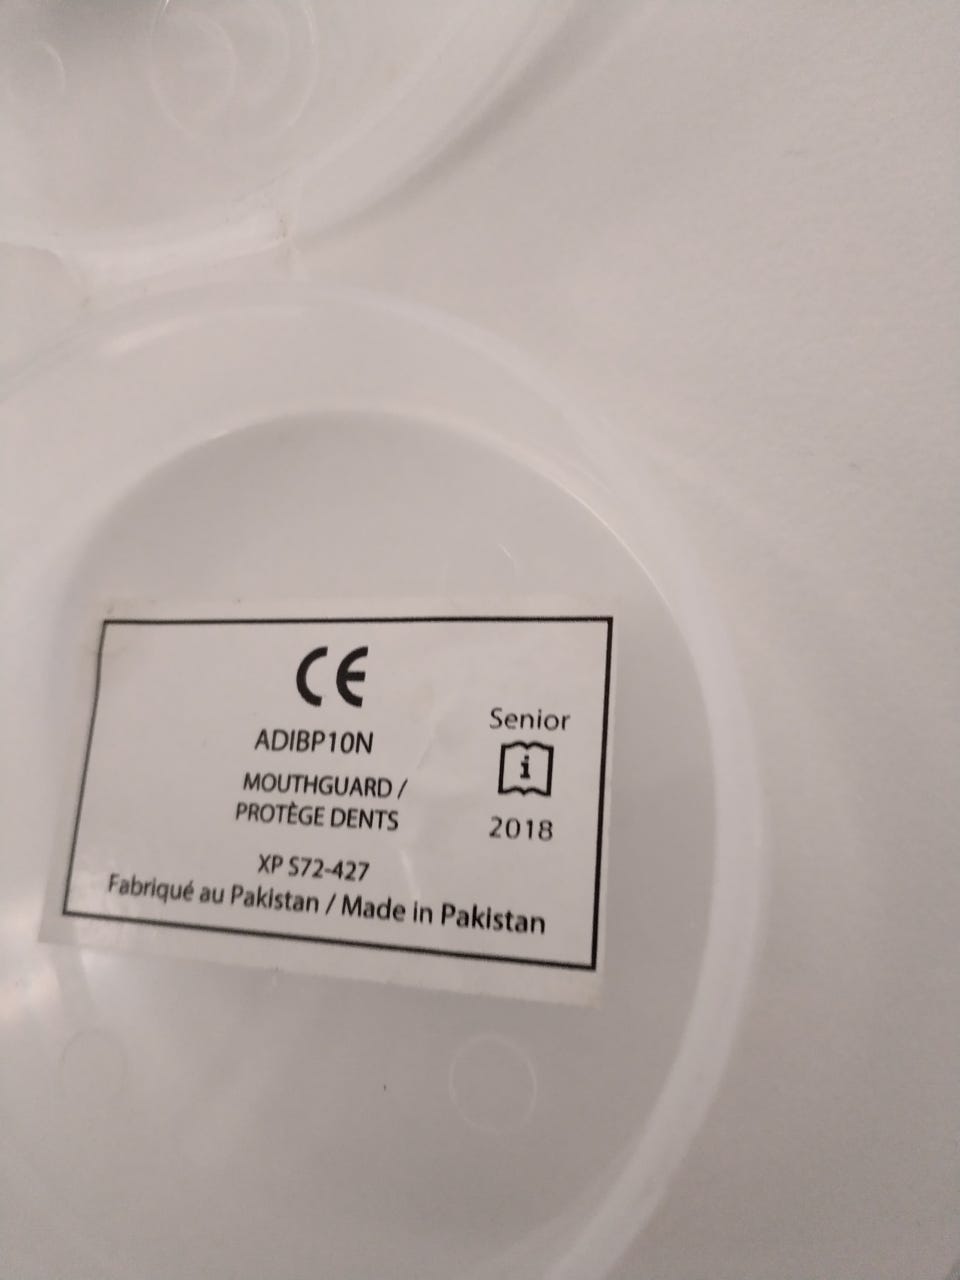 CE
ADIBP10N
MOUTHGUARD /
PROTÈGE DENTS
XP S72-427
Fabriqué au Pakistan / Made in Pakistan
Senior
i
2018